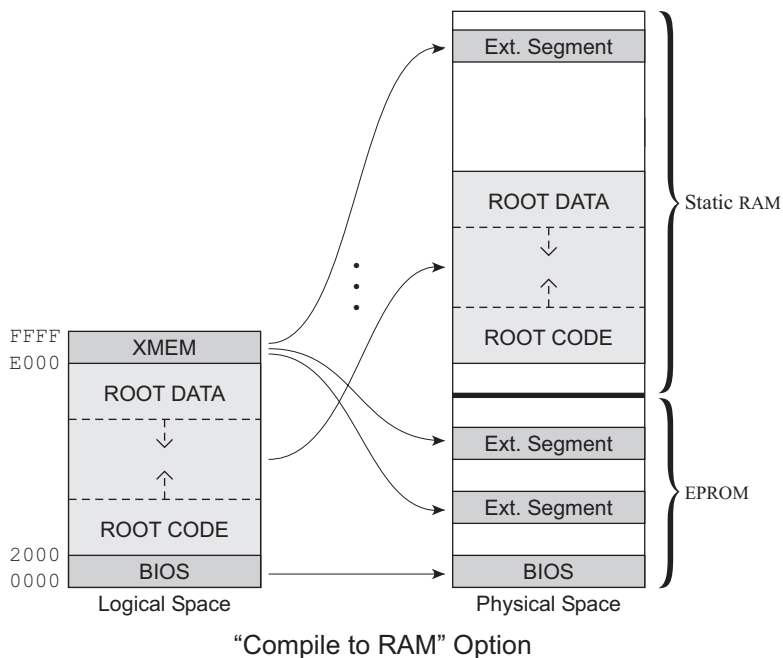 Ext. Segment
ROOT DATA
Static RAM
ROOT CODE
FFFF
XMEM
E000
ROOT DATA
Ext. Segment
EPROM
Ext. Segment
ROOT CODE
2000
0000
BIOS
BIOS
Logical Space
Physical Space
“Compile to RAM” Option